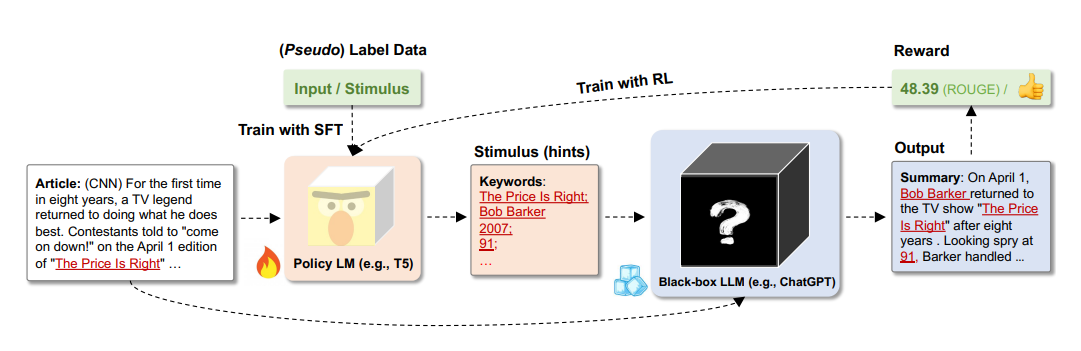 (Pseudo) Label Data
Input / Stimulus
Train with SFT
Train with RL
Reward
48.39 (ROUGE) /
Article: (CNN) For the first time
in eight years, a TV legend
returned to doing what he does
best. Contestants told to "come
on down!" on the April 1 edition
of "The Price Is Right" …
Policy LM (e.g., T5)
Stimulus (hints)
Keywords:
The Price Is Right;
Bob Barker
2007;
91;
…
?
Black-box LLM (e.g., ChatGPT)
Output
Summary: On April 1,
Bob Barker returned to
the TV show "The Price
Is Right" after eight
years . Looking spry at
91, Barker handled ...